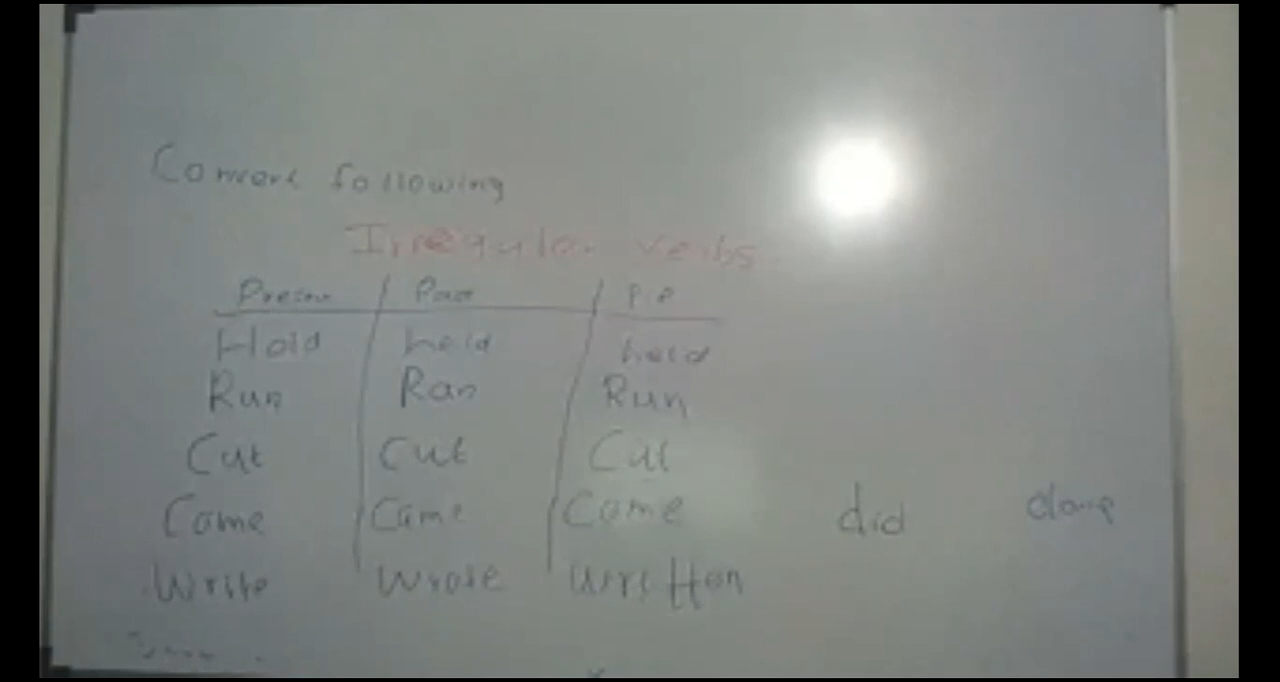 Convert following
Irregular verbs.
Present Past P.P
Hold held held
Run Ran Run
Cut Cut Cut
Come Came Come did done
Write Wrote Written